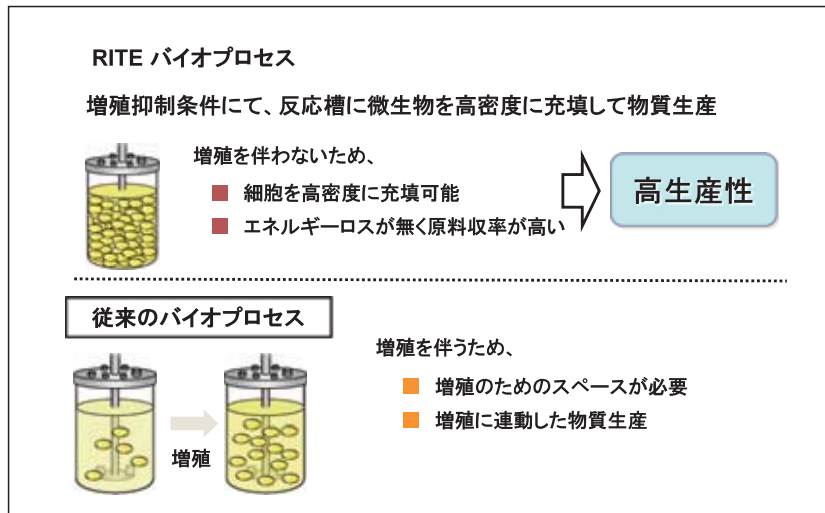 RITE バイオプロセス
増殖抑制条件にて、反応槽に微生物を高密度に充填して物質生産
増殖を伴わないため、
細胞を高密度に充填可能
エネルギーロスが無く原料収率が高い
高生産性
従来のバイオプロセス
増殖を伴うため、
増殖のためのスペースが必要
増殖に連動した物質生産
増殖